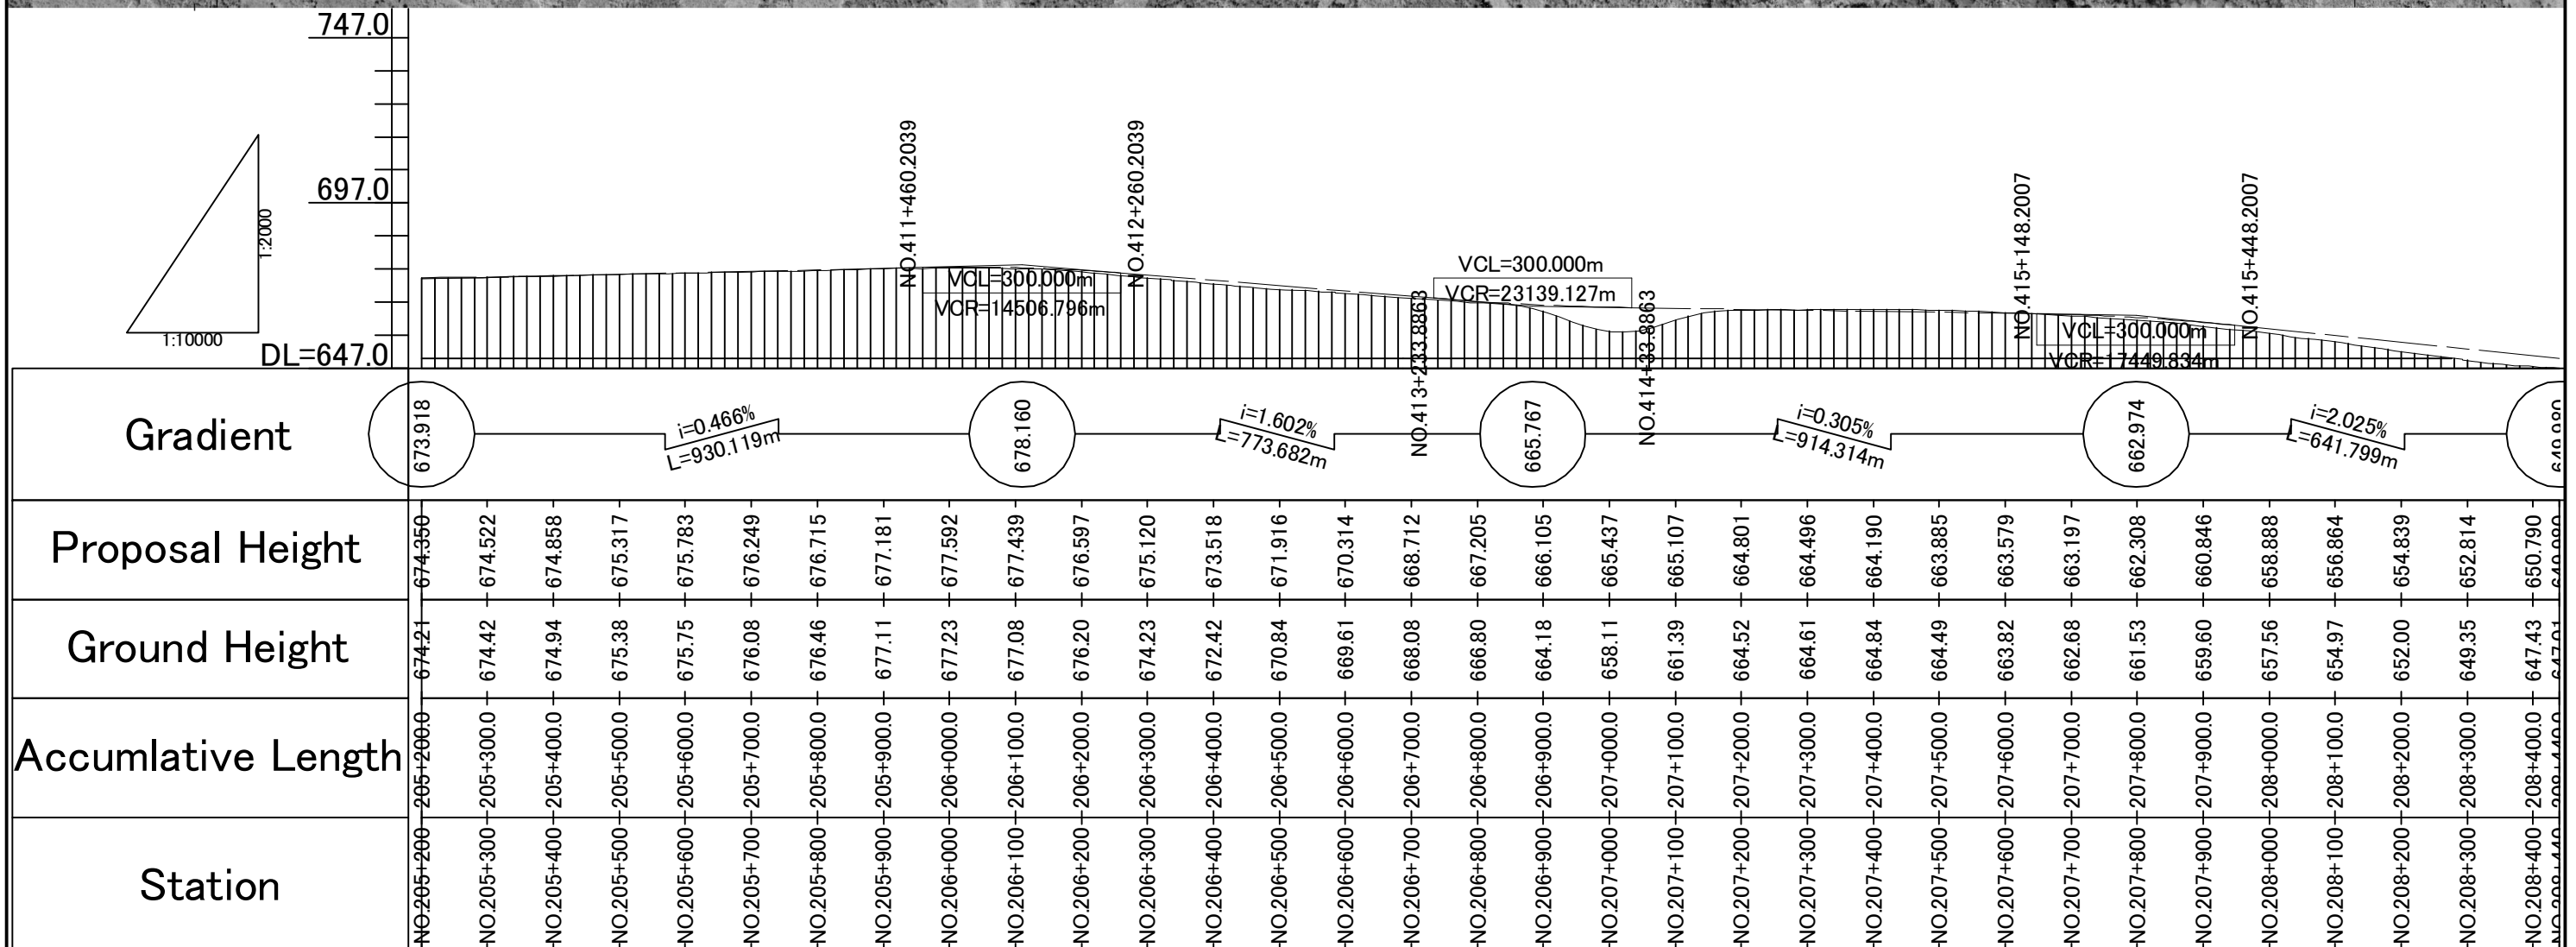 747.0
697.0
DL=647.0
1:2000
1:10000
NO.411+460.2039
NO.412+260.2039
NO.413+233.8863
NO.414+33.8863
NO.415+148.2007
NO.415+448.2007
VCL=300.000m
VCR=14506.796m
VCL=300.000m
VCR=23139.127m
VCL=300.000m
VCR=17449.834m
Gradient
673.918
i=0.466%
L=930.119m
678.160
i=1.602%
L=773.682m
665.767
i=0.305%
L=914.314m
662.974
i=2.025%
L=641.799m
649.980
Proposal Height
674.350 674.522 674.858 675.317 675.783 676.249 676.715 677.181 677.592 677.439 676.597 675.120 673.518 671.916 670.314 668.712 667.205 666.105 665.437 665.107 664.801 664.496 664.190 663.885 663.579 663.197 662.308 660.846 658.888 656.864 654.839 652.814 650.790 649.980
Ground Height
674.21 674.42 674.94 675.38 675.75 676.08 676.46 677.11 677.23 677.08 676.20 674.23 672.42 670.84 669.61 668.08 666.80 664.18 658.11 661.39 664.52 664.61 664.84 664.49 663.82 662.68 661.53 659.60 657.56 654.97 652.00 649.35 647.43
Accumlative Length
205+200.0 205+300.0 205+400.0 205+500.0 205+600.0 205+700.0 205+800.0 205+900.0 206+000.0 206+100.0 206+200.0 206+300.0 206+400.0 206+500.0 206+600.0 206+700.0 206+800.0 206+900.0 207+000.0 207+100.0 207+200.0 207+300.0 207+400.0 207+500.0 207+600.0 207+700.0 207+800.0 207+900.0 208+000.0 208+100.0 208+200.0 208+300.0 208+400.0
Station
NO.205+200 NO.205+300 NO.205+400 NO.205+500 NO.205+600 NO.205+700 NO.205+800 NO.205+900 NO.206+000 NO.206+100 NO.206+200 NO.206+300 NO.206+400 NO.206+500 NO.206+600 NO.206+700 NO.206+800 NO.206+900 NO.207+000 NO.207+100 NO.207+200 NO.207+300 NO.207+400 NO.207+500 NO.207+600 NO.207+700 NO.207+800 NO.207+900 NO.208+000 NO.208+100 NO.208+200 NO.208+300 NO.208+400